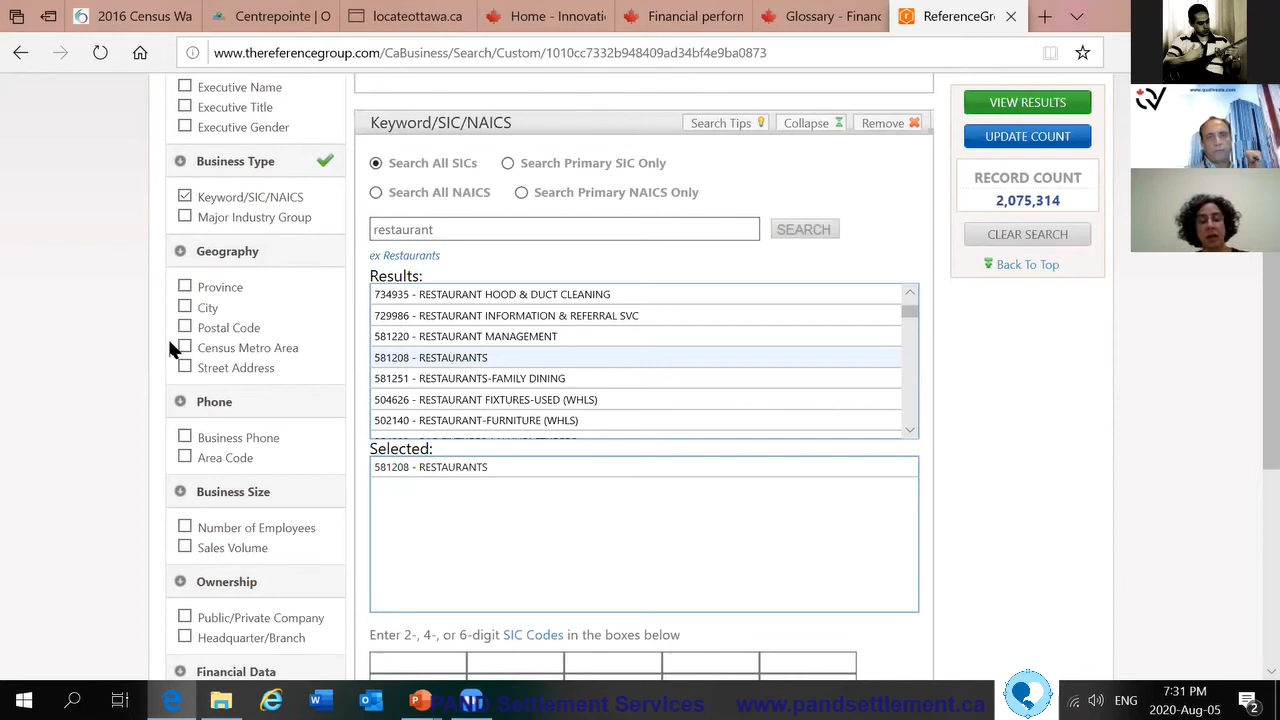 2016 Census Wa
Centrepointe | O
locateottawa.ca
Home - Innovati
Financial perform
Glossary - Financ
ReferenceGr
www.thereferencegroup.com/CaBusiness/Search/Custom/1010cc7332b948409ad34bf4e9ba0873
www.qualivests.com
Executive Name
Executive Title
Executive Gender
Business Type
Keyword/SIC/NAICS
Major Industry Group
Geography
Province
City
Postal Code
Census Metro Area
Street Address
Phone
Business Phone
Area Code
Business Size
Number of Employees
Sales Volume
Ownership
Public/Private Company
Headquarter/Branch
Financial Data
Keyword/SIC/NAICS
Search Tips
Collapse
Remove
Search All SICs
Search Primary SIC Only
Search All NAICS
Search Primary NAICS Only
restaurant
SEARCH
ex Restaurants
Results:
734935 - RESTAURANT HOOD & DUCT CLEANING
729986 - RESTAURANT INFORMATION & REFERRAL SVC
581220 - RESTAURANT MANAGEMENT
581208 - RESTAURANTS
581251 - RESTAURANTS-FAMILY DINING
504626 - RESTAURANT FIXTURES-USED (WHLS)
502140 - RESTAURANT-FURNITURE (WHLS)
Selected:
581208 - RESTAURANTS
Enter 2-, 4-, or 6-digit SIC Codes in the boxes below
VIEW RESULTS
UPDATE COUNT
RECORD COUNT
2,075,314
CLEAR SEARCH
Back To Top
PAND Settlement Services www.pandsettlement.ca
ENG
7:31 PM
2020-Aug-05
2